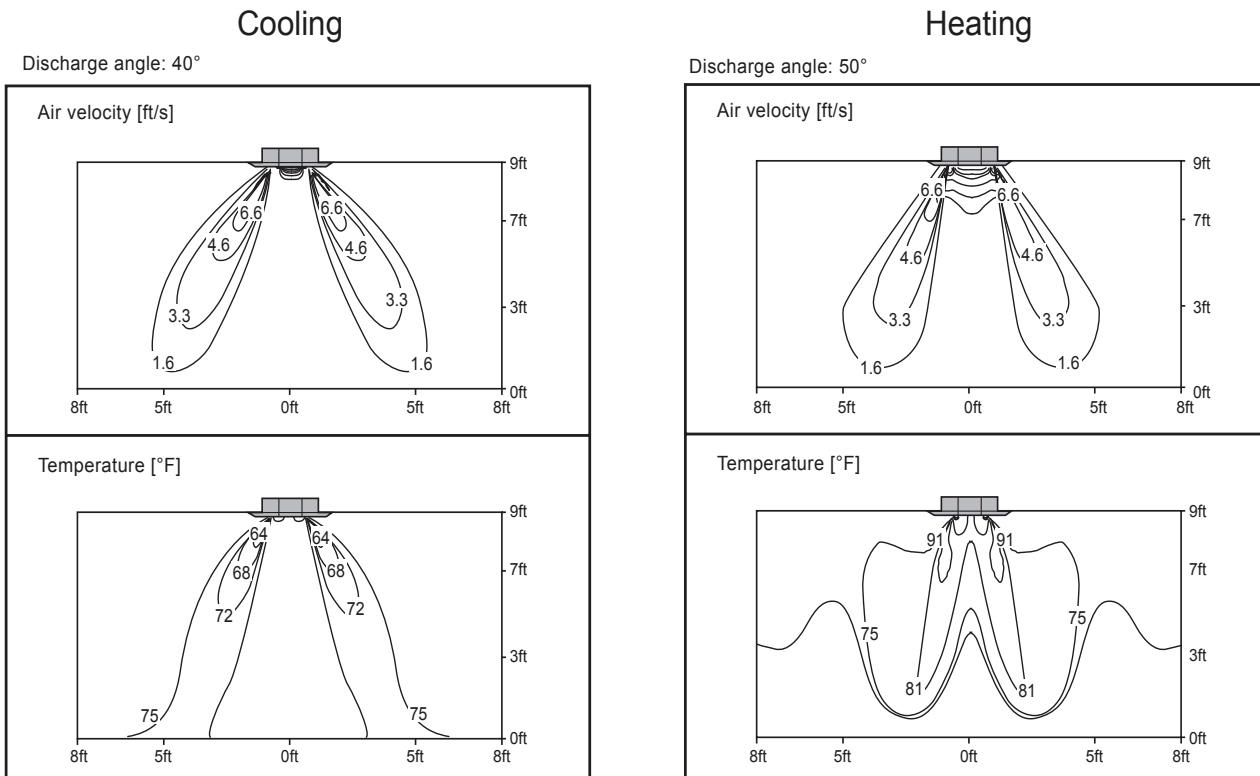 Cooling
Discharge angle: 40°
Air velocity [ft/s]
9ft
6.6 6.6
7ft
4.6 4.6
3.3
3ft
3.3
1.6 1.6
0ft
8ft 5ft 0ft 5ft 8ft
Temperature [°F]
9ft
64 64
68 68
7ft
72 72
3ft
75 75
0ft
8ft 5ft 0ft 5ft 8ft
Heating
Discharge angle: 50°
Air velocity [ft/s]
9ft
6.6 6.6
7ft
4.6 4.6
3ft
3.3 3.3
1.6 1.6
0ft
8ft 5ft 0ft 5ft 8ft
Temperature [°F]
9ft
91 91
7ft
75 75
3ft
81 81
0ft
8ft 5ft 0ft 5ft 8ft